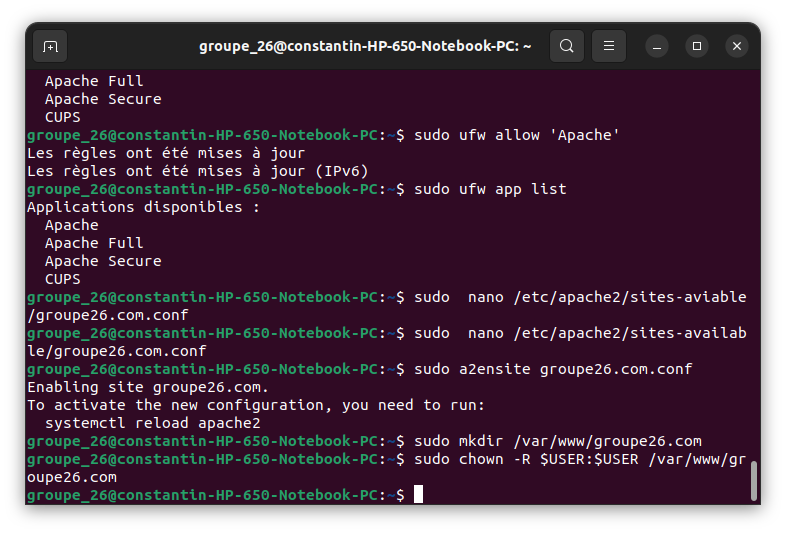 groupe_26@constantin-HP-650-Notebook-PC: ~
  Apache Full
  Apache Secure
  CUPS
groupe_26@constantin-HP-650-Notebook-PC:~$ sudo ufw allow 'Apache'
Les règles ont été mises à jour
Les règles ont été mises à jour (IPv6)
groupe_26@constantin-HP-650-Notebook-PC:~$ sudo ufw app list
Applications disponibles :
  Apache
  Apache Full
  Apache Secure
  CUPS
groupe_26@constantin-HP-650-Notebook-PC:~$ sudo  nano /etc/apache2/sites-aviable
/groupe26.com.conf
groupe_26@constantin-HP-650-Notebook-PC:~$ sudo  nano /etc/apache2/sites-availab
le/groupe26.com.conf
groupe_26@constantin-HP-650-Notebook-PC:~$ sudo a2ensite groupe26.com.conf
Enabling site groupe26.com.
To activate the new configuration, you need to run:
  systemctl reload apache2
groupe_26@constantin-HP-650-Notebook-PC:~$ sudo mkdir /var/www/groupe26.com
groupe_26@constantin-HP-650-Notebook-PC:~$ sudo chown -R $USER:$USER /var/www/gr
oupe26.com
groupe_26@constantin-HP-650-Notebook-PC:~$